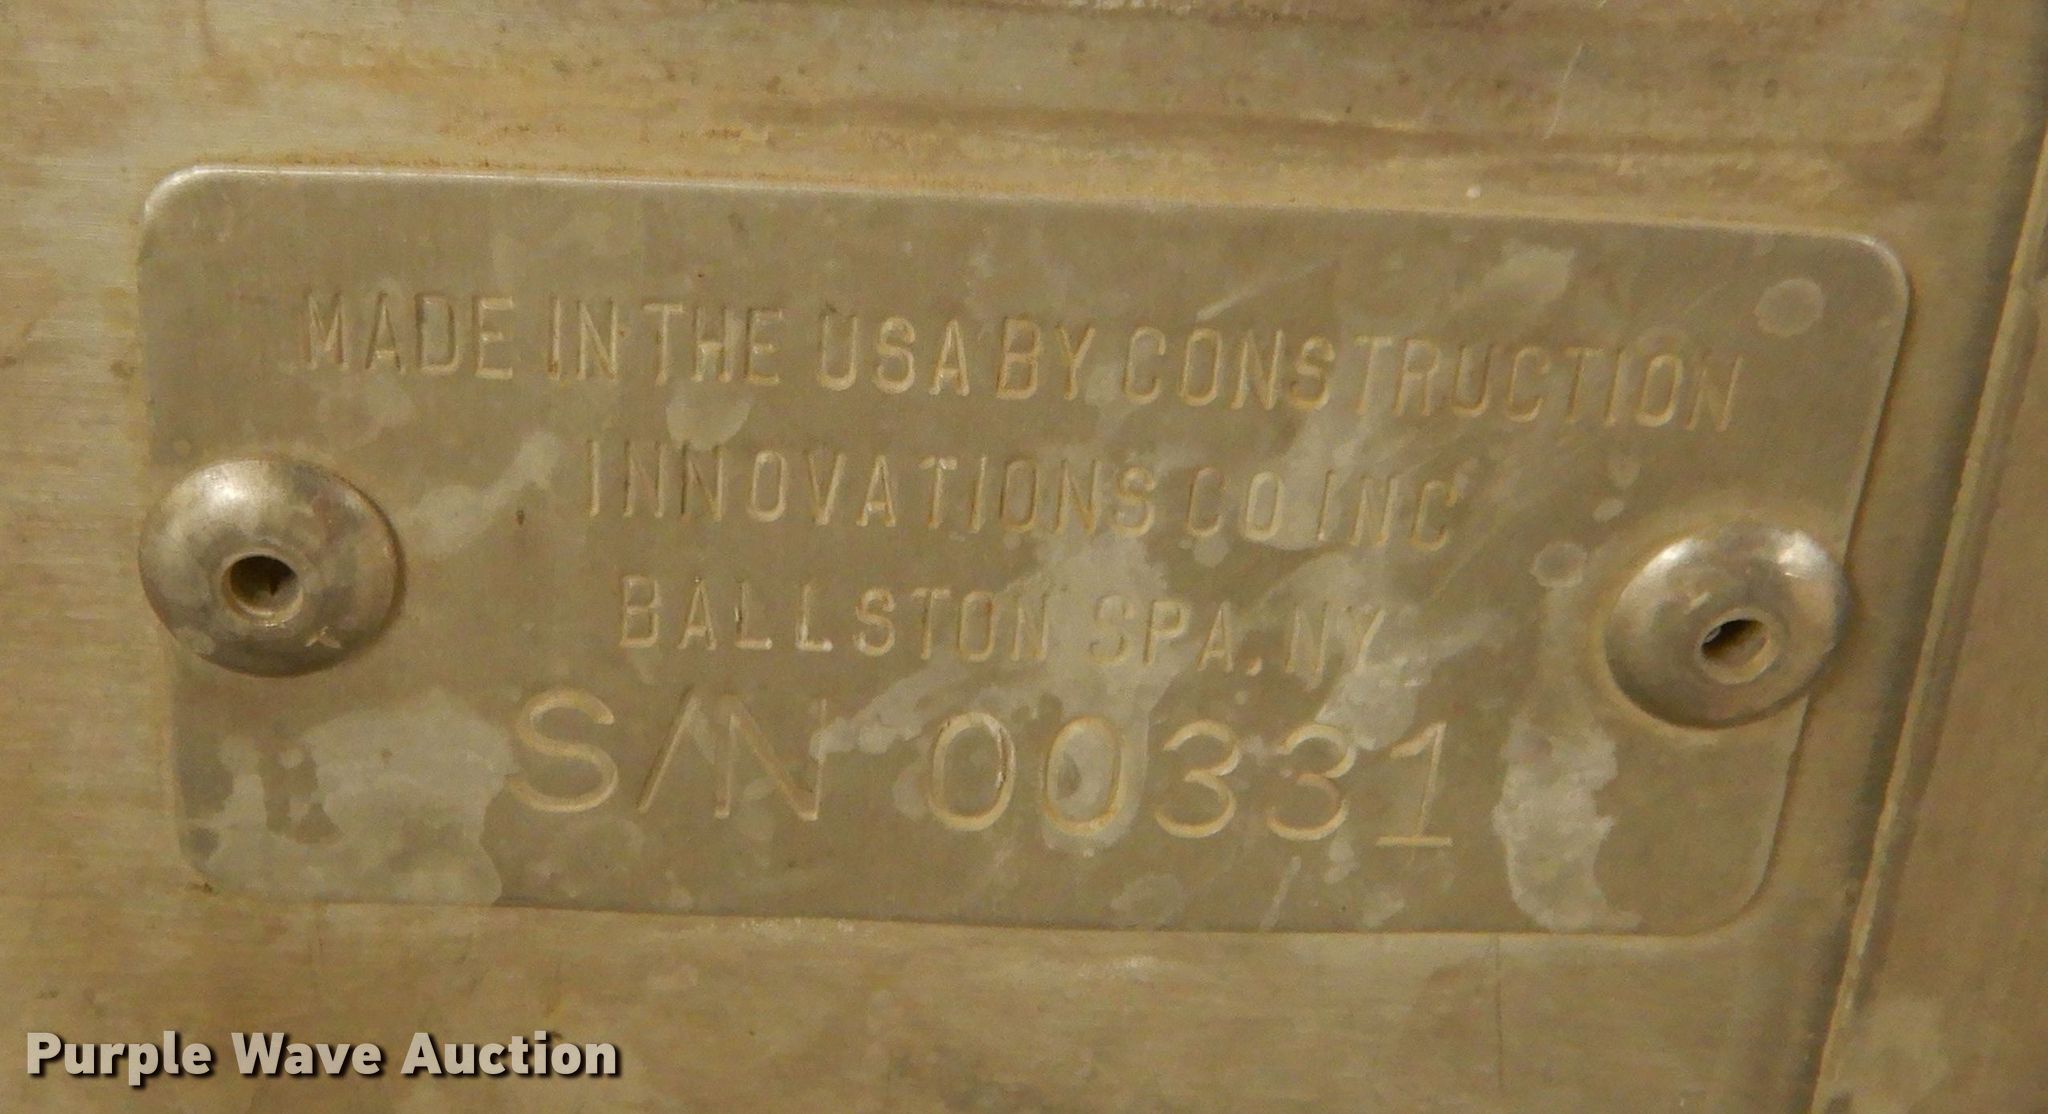 MADE IN THE USA BY CONSTRUCTION
INNOVATIONS CO INC
BALLSTON SPA. NY
S/N 00331
Purple Wave Auction